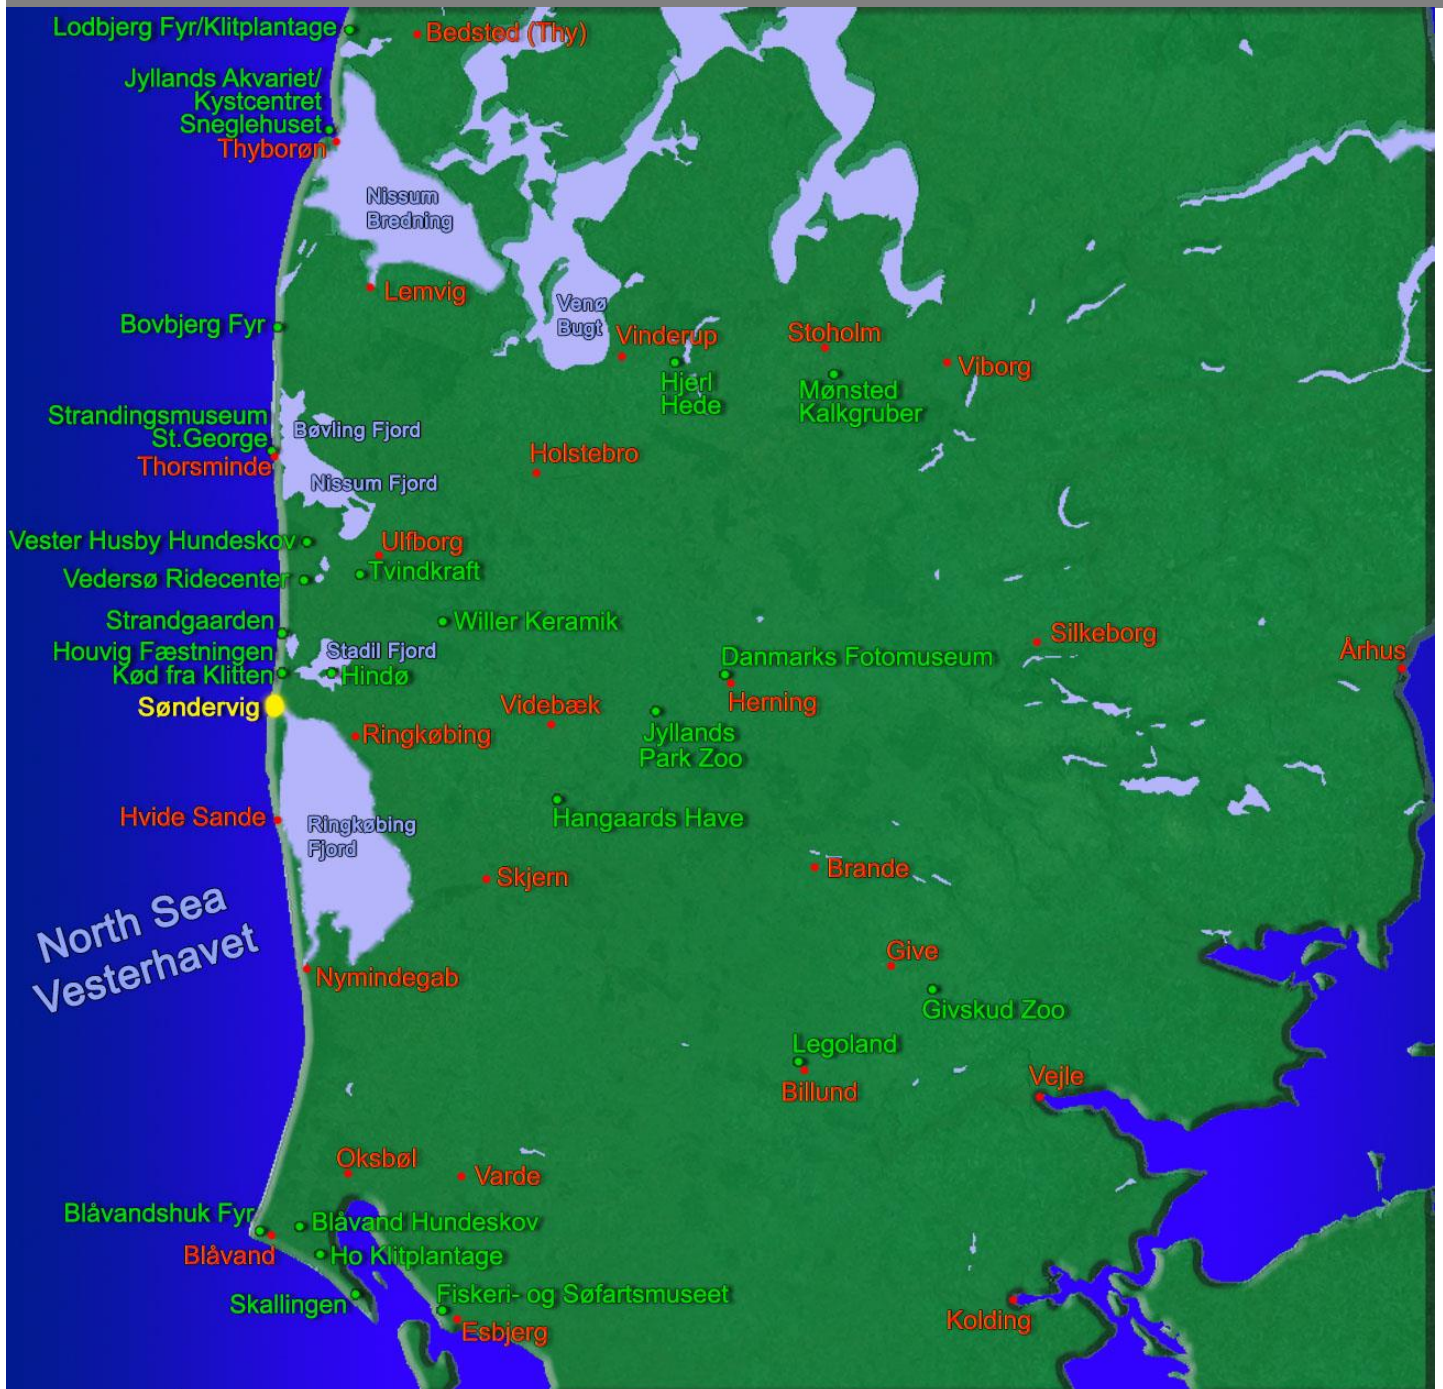 Lodbjerg Fyr/Klitplantage
Bedsted (Thy)
Jyllands Akvariet/
Kystcentret
Sneglehuset
Thyborøn
Nissum
Bredning
Lemvig
Venø
Bugt
Bovbjerg Fyr
Vinderup
Stoholm
Viborg
Hjerl
Hede
Mønsted
Kalkgruber
Strandingsmuseum
St.George
Thorsminde
Bøvling Fjord
Nissum Fjord
Holstebro
Vester Husby Hundeskov
Ulfborg
Vedersø Ridecenter
Tvindkraft
Strandgaarden
Willer Keramik
Houvig Fæstningen
Kød fra Klitten
Stadil Fjord
Hindø
Danmarks Fotomuseum
Herning
Silkeborg
Århus
Søndervig
Ringkøbing
Videbæk
Jyllands
Park Zoo
Hvide Sande
Ringkøbing
Fjord
Hangaards Have
Skjern
Brande
North Sea
Vesterhavet
Nymindegab
Give
Givskud Zoo
Legoland
Billund
Vejle
Oksbøl
Varde
Blåvandshuk Fyr
Blåvand Hundeskov
Blåvand
Ho Klitplantage
Skallingen
Fiskeri- og Søfartsmuseet
Esbjerg
Kolding